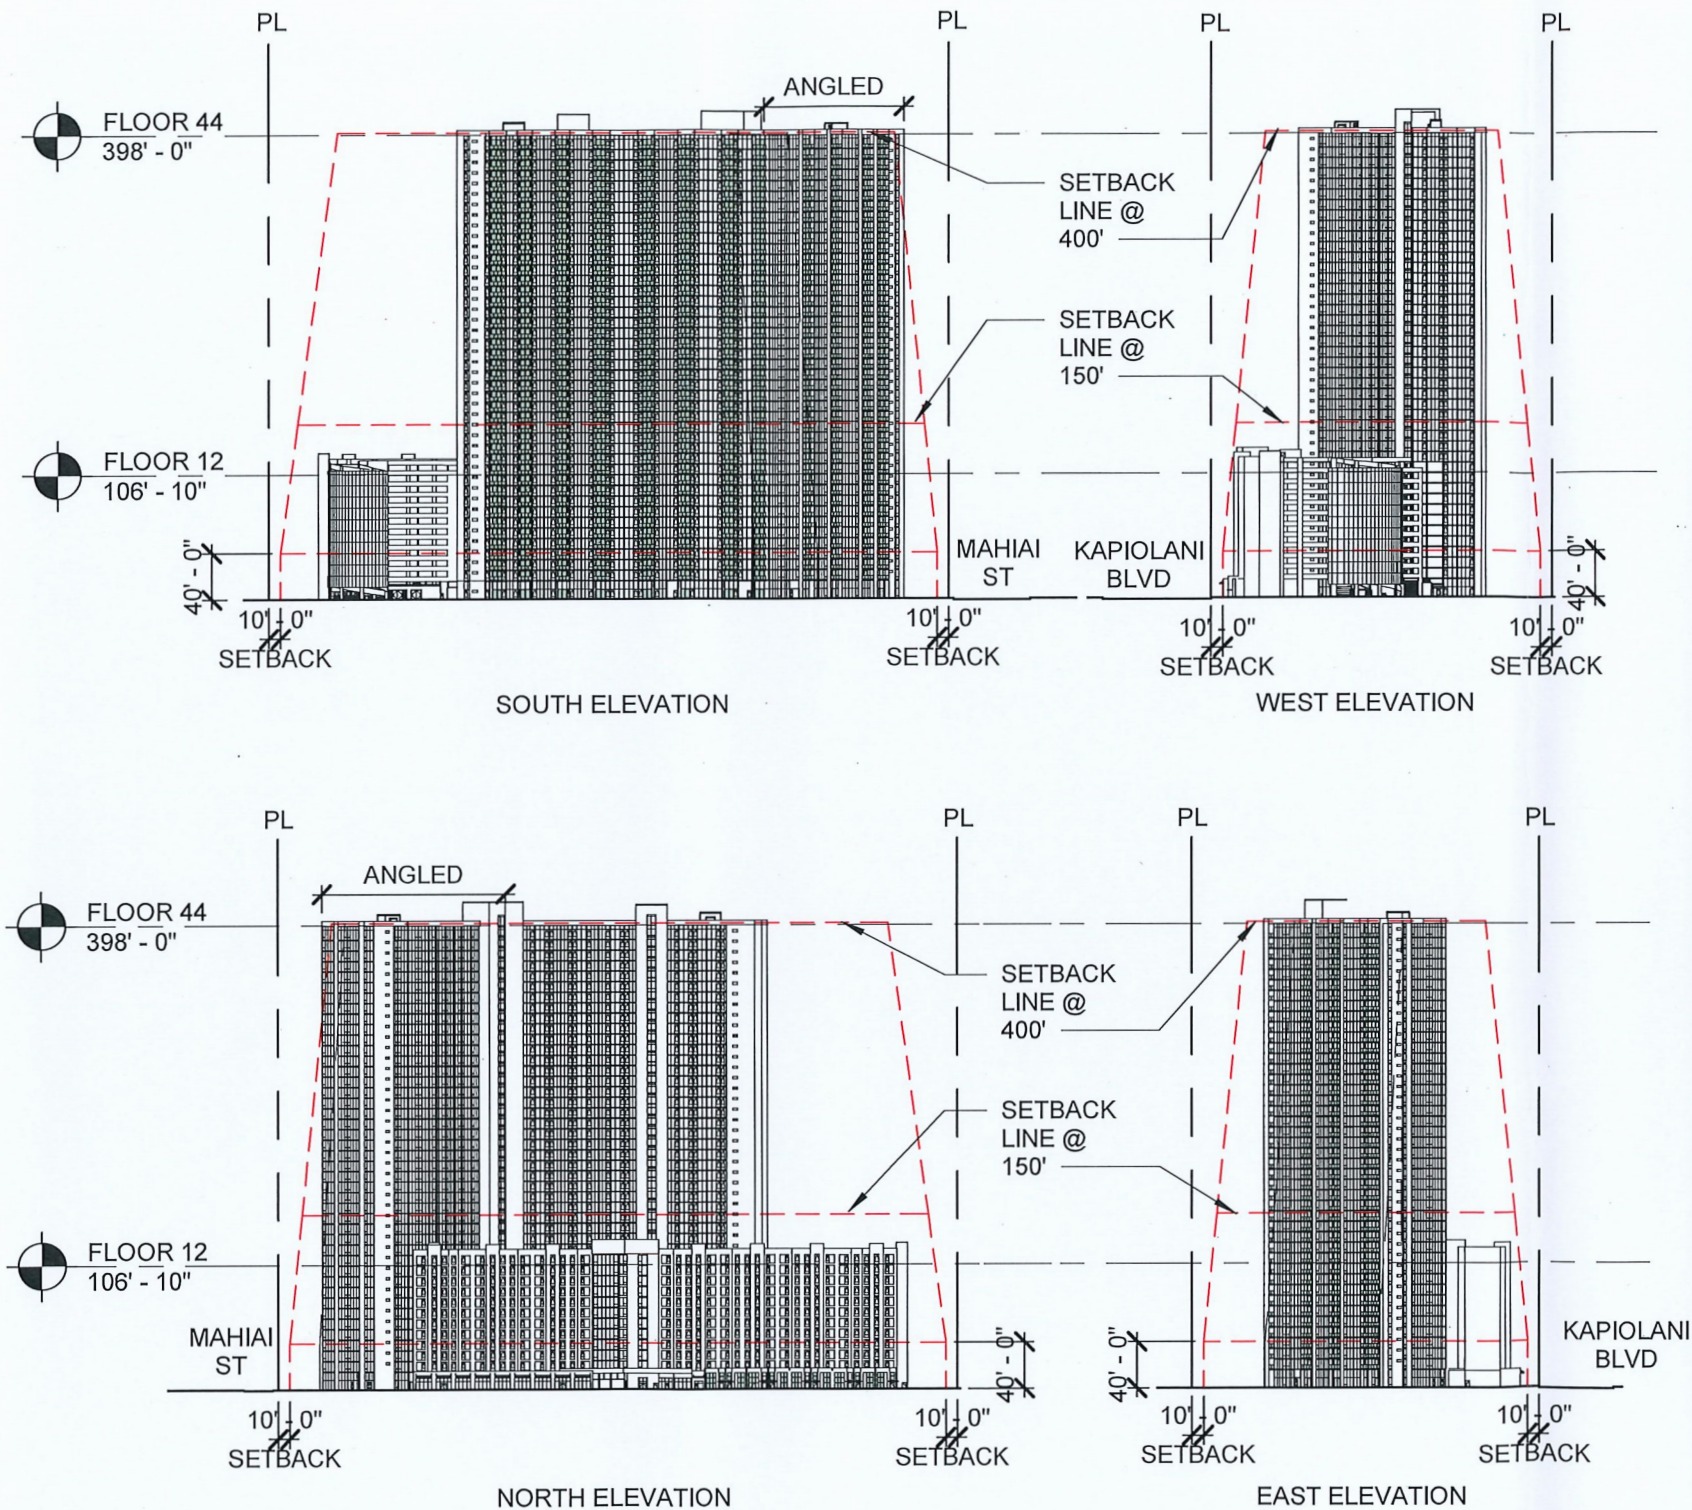 PL
PL
PL
PL
ANGLED
FLOOR 44
398' - 0"
SETBACK
LINE @
400'
SETBACK
LINE @
150'
FLOOR 12
106' - 10"
40' - 0"
MAHIAI
ST
KAPIOLANI
BLVD
40' - 0"
10' - 0"
SETBACK
10' - 0"
SETBACK
10' - 0"
SETBACK
10' - 0"
SETBACK
SOUTH ELEVATION
WEST ELEVATION
PL
PL
PL
PL
ANGLED
FLOOR 44
398' - 0"
SETBACK
LINE @
400'
SETBACK
LINE @
150'
FLOOR 12
106' - 10"
MAHIAI
ST
40' - 0"
40' - 0"
KAPIOLANI
BLVD
10' - 0"
SETBACK
10' - 0"
SETBACK
10' - 0"
SETBACK
10' - 0"
SETBACK
NORTH ELEVATION
EAST ELEVATION